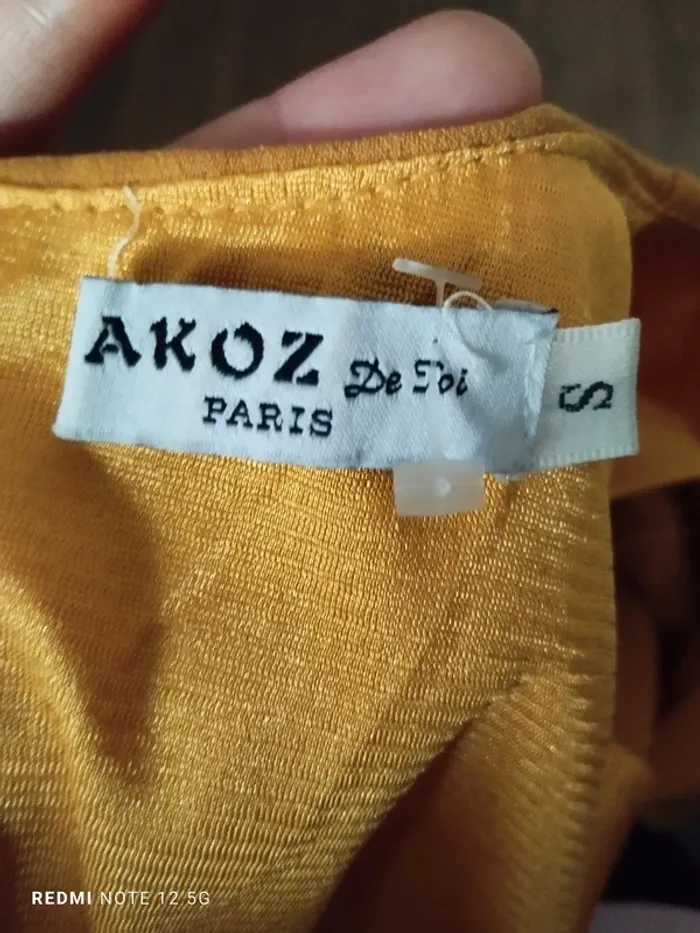 AKOZ De Toi
PARIS
S
REDMI NOTE 12 5G